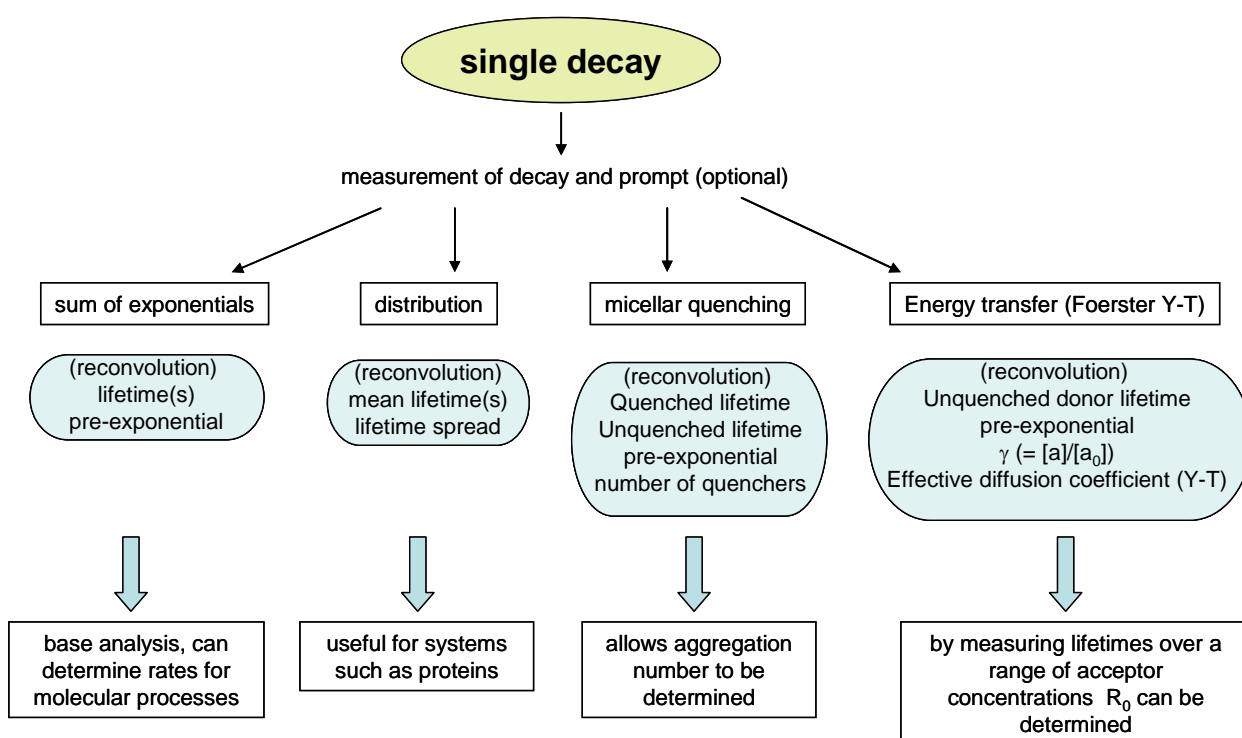 single decay
measurement of decay and prompt (optional)
sum of exponentials
distribution
micellar quenching
Energy transfer (Foerster Y-T)
(reconvolution)
lifetime(s)
pre-exponential
(reconvolution)
mean lifetime(s)
lifetime spread
(reconvolution)
Quenched lifetime
Unquenched lifetime
pre-exponential
number of quenchers
(reconvolution)
Unquenched donor lifetime
pre-exponential
γ (= [a]/[a₀])
Effective diffusion coefficient (Y-T)
base analysis, can
determine rates for
molecular processes
useful for systems
such as proteins
allows aggregation
number to be
determined
by measuring lifetimes over a
range of acceptor
concentrations R₀ can be
determined